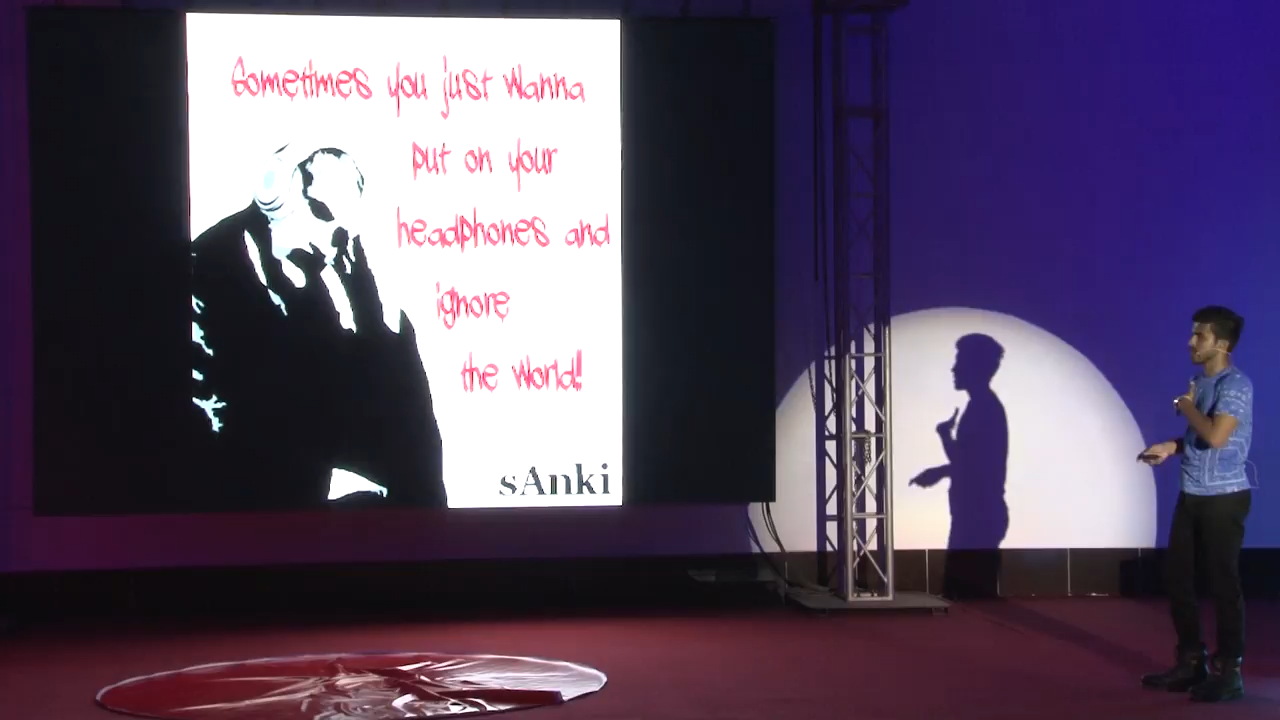 Sometimes you just wanna
put on your
headphones and
ignore
the world!!
sAnki